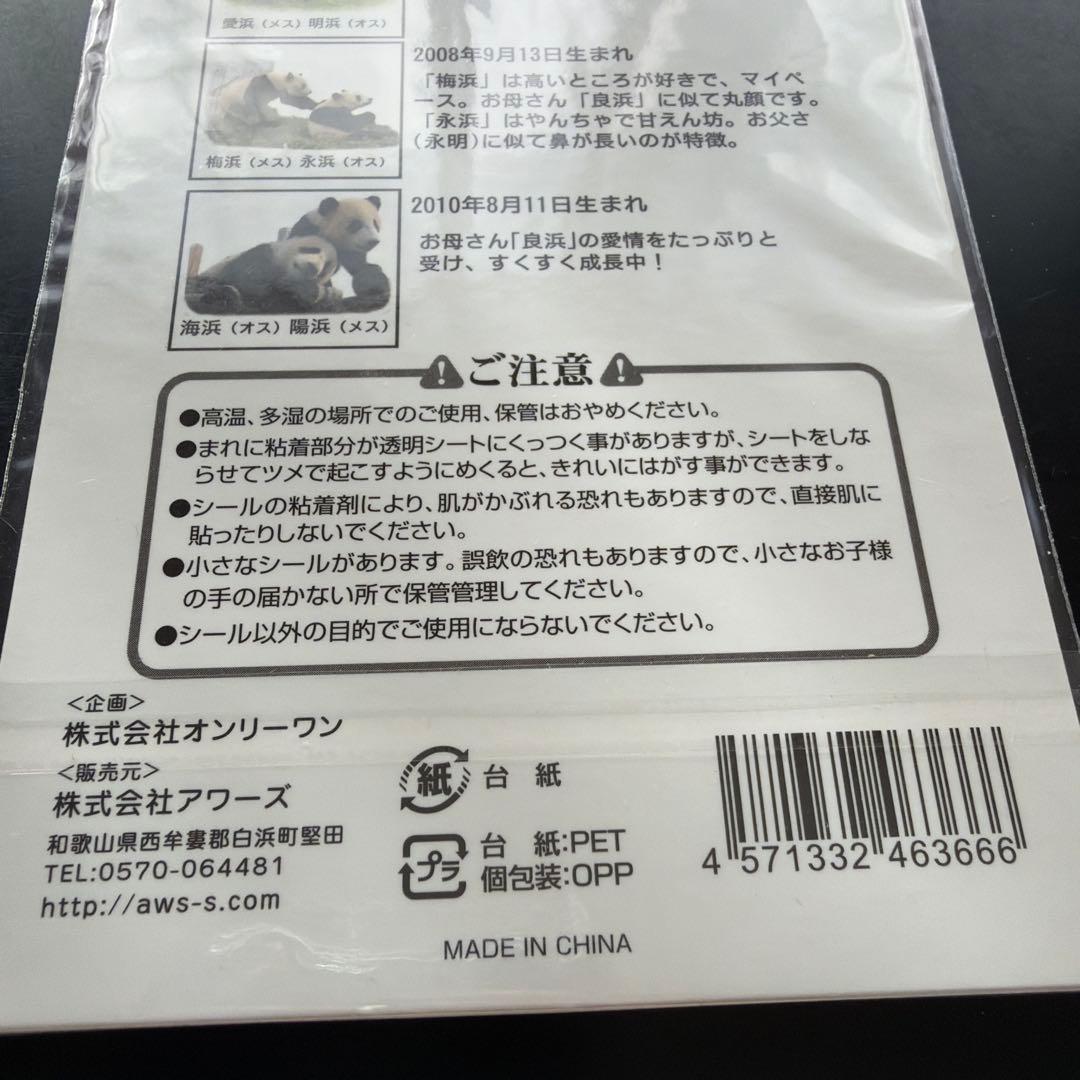 愛浜（メス）明浜（オス）
2008年9月13日生まれ
「梅浜」は高いところが好きで、マイペ
ース。お母さん「良浜」に似て丸顔です。
「永浜」はやんちゃで甘えん坊。お父さ
(永明)に似て鼻が長いのが特徴。
梅浜（メス）永浜（オス）
2010年8月11日生まれ
お母さん「良浜」の愛情をたっぷりと
受け、すくすく成長中！
海浜（オス）陽浜（メス）
ご注意
●高温、多湿の場所でのご使用、保管はおやめください。
●まれに粘着部分が透明シートにくっつく事がありますが、シートをしな
らせてツメで起こすようにめくると、きれいにはがす事ができます。
●シールの粘着剤により、肌がかぶれる恐れもありますので、直接肌に
貼ったりしないでください。
●小さなシールがあります。誤飲の恐れもありますので、小さなお子様
の手の届かない所で保管管理してください。
●シール以外の目的でご使用にならないでください。
＜企画＞
株式会社オンリーワン
＜販売元＞
株式会社アワーズ
和歌山県西牟婁郡白浜町堅田
TEL:0570-064481
http://aws-s.com
紙 台紙
プラ 台 紙:PET
個包装:OPP
4 571332 463666
MADE IN CHINA